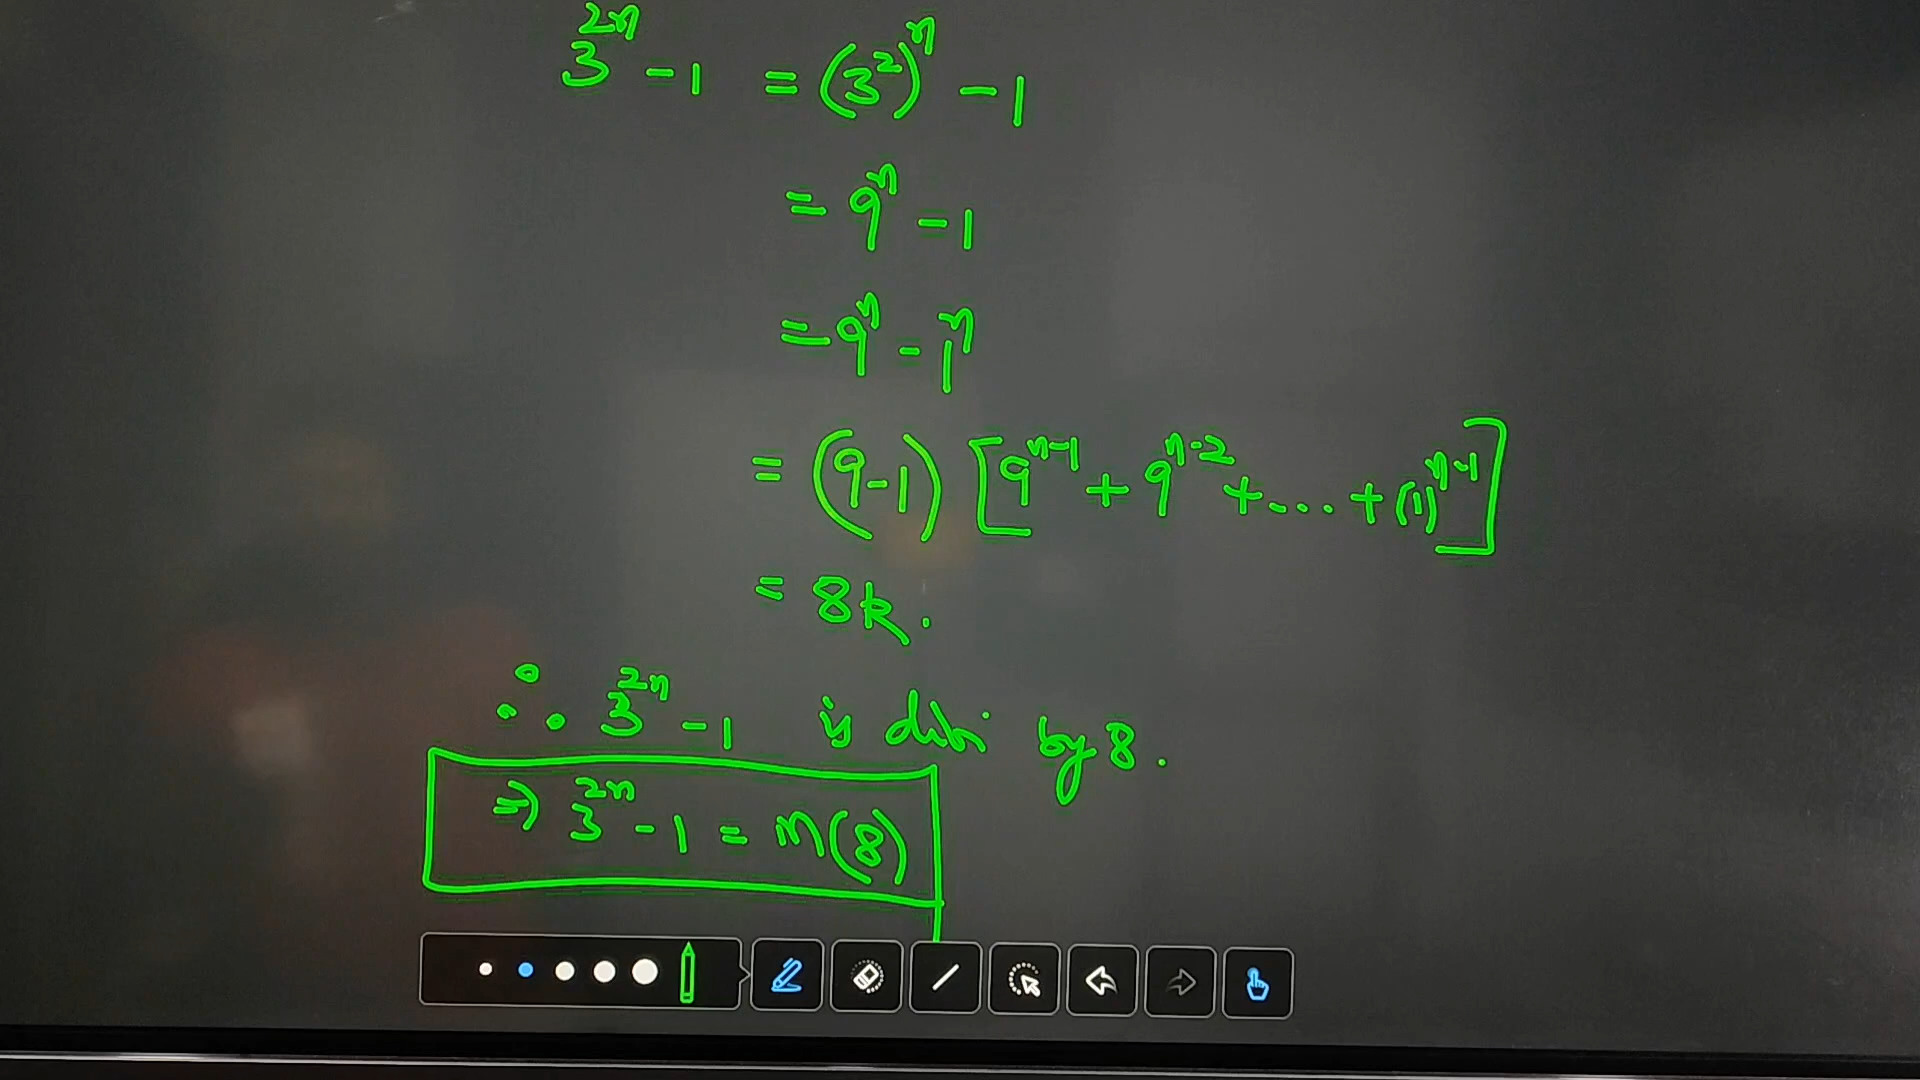 3^{2n} - 1 = (3^2)^n - 1
= 9^n - 1
= 9^n - 1^n
= (9-1) [9^{n-1} + 9^{n-2} + ... + (1)^{n-1}]
= 8k.
∴ 3^{2n} - 1 is div by 8.
⇒ 3^{2n} - 1 = m(8)